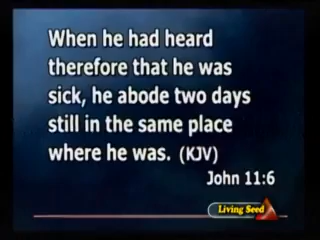 When he had heard
therefore that he was
sick, he abode two days
still in the same place
where he was. (KJV)
John 11:6
Living Seed